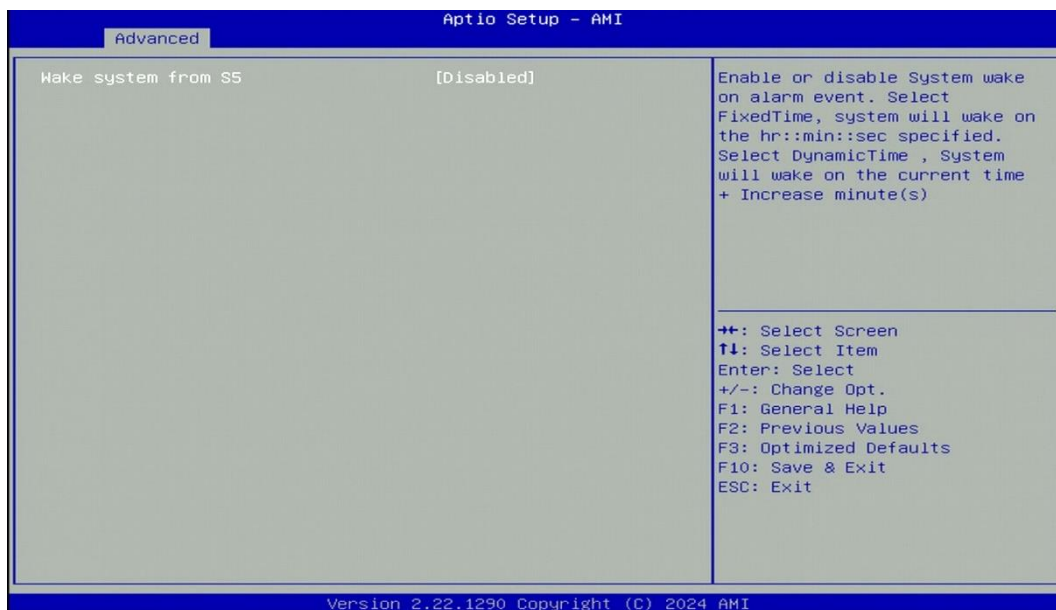 Aptio Setup - AMI
Advanced
Wake system from S5 [Disabled]
Enable or disable System wake
on alarm event. Select
FixedTime, system will wake on
the hr::min::sec specified.
Select DynamicTime , System
will wake on the current time
+ Increase minute(s)
→←: Select Screen
↑↓: Select Item
Enter: Select
+/-: Change Opt.
F1: General Help
F2: Previous Values
F3: Optimized Defaults
F10: Save & Exit
ESC: Exit
Version 2.22.1290 Copyright (C) 2024 AMI